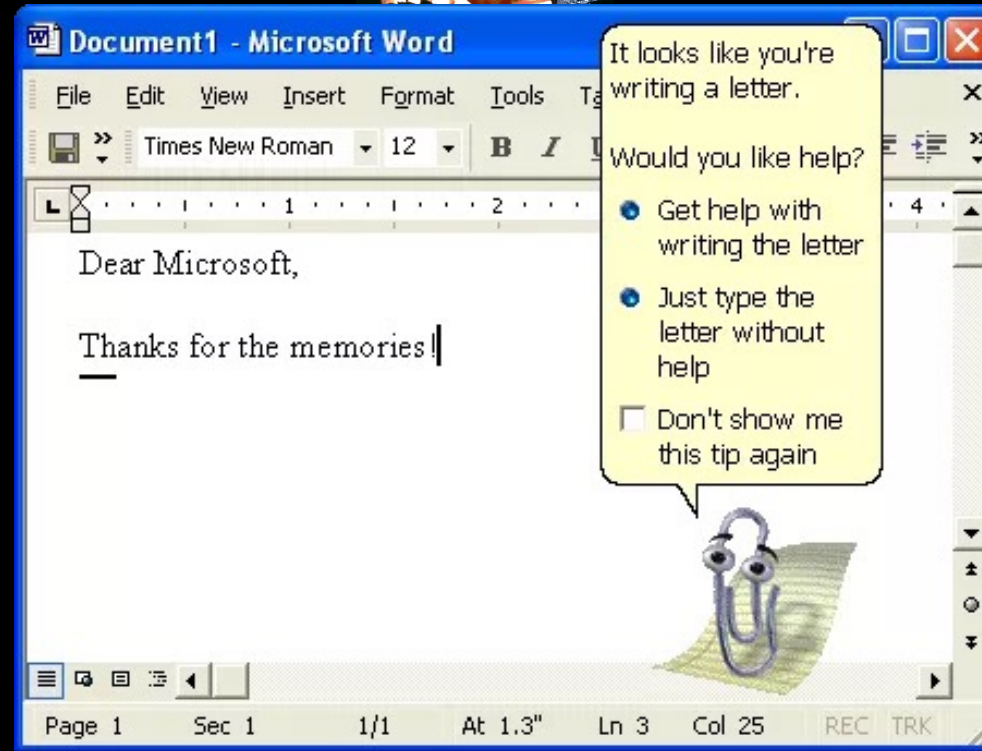 Document1 - Microsoft Word
File Edit View Insert Format Tools
Times New Roman 12 B I
1 2 4
Dear Microsoft,
Thanks for the memories!
It looks like you're
writing a letter.
Would you like help?
Get help with
writing the letter
Just type the
letter without
help
Don't show me
this tip again
Page 1 Sec 1 1/1 At 1.3" Ln 3 Col 25 REC TRK